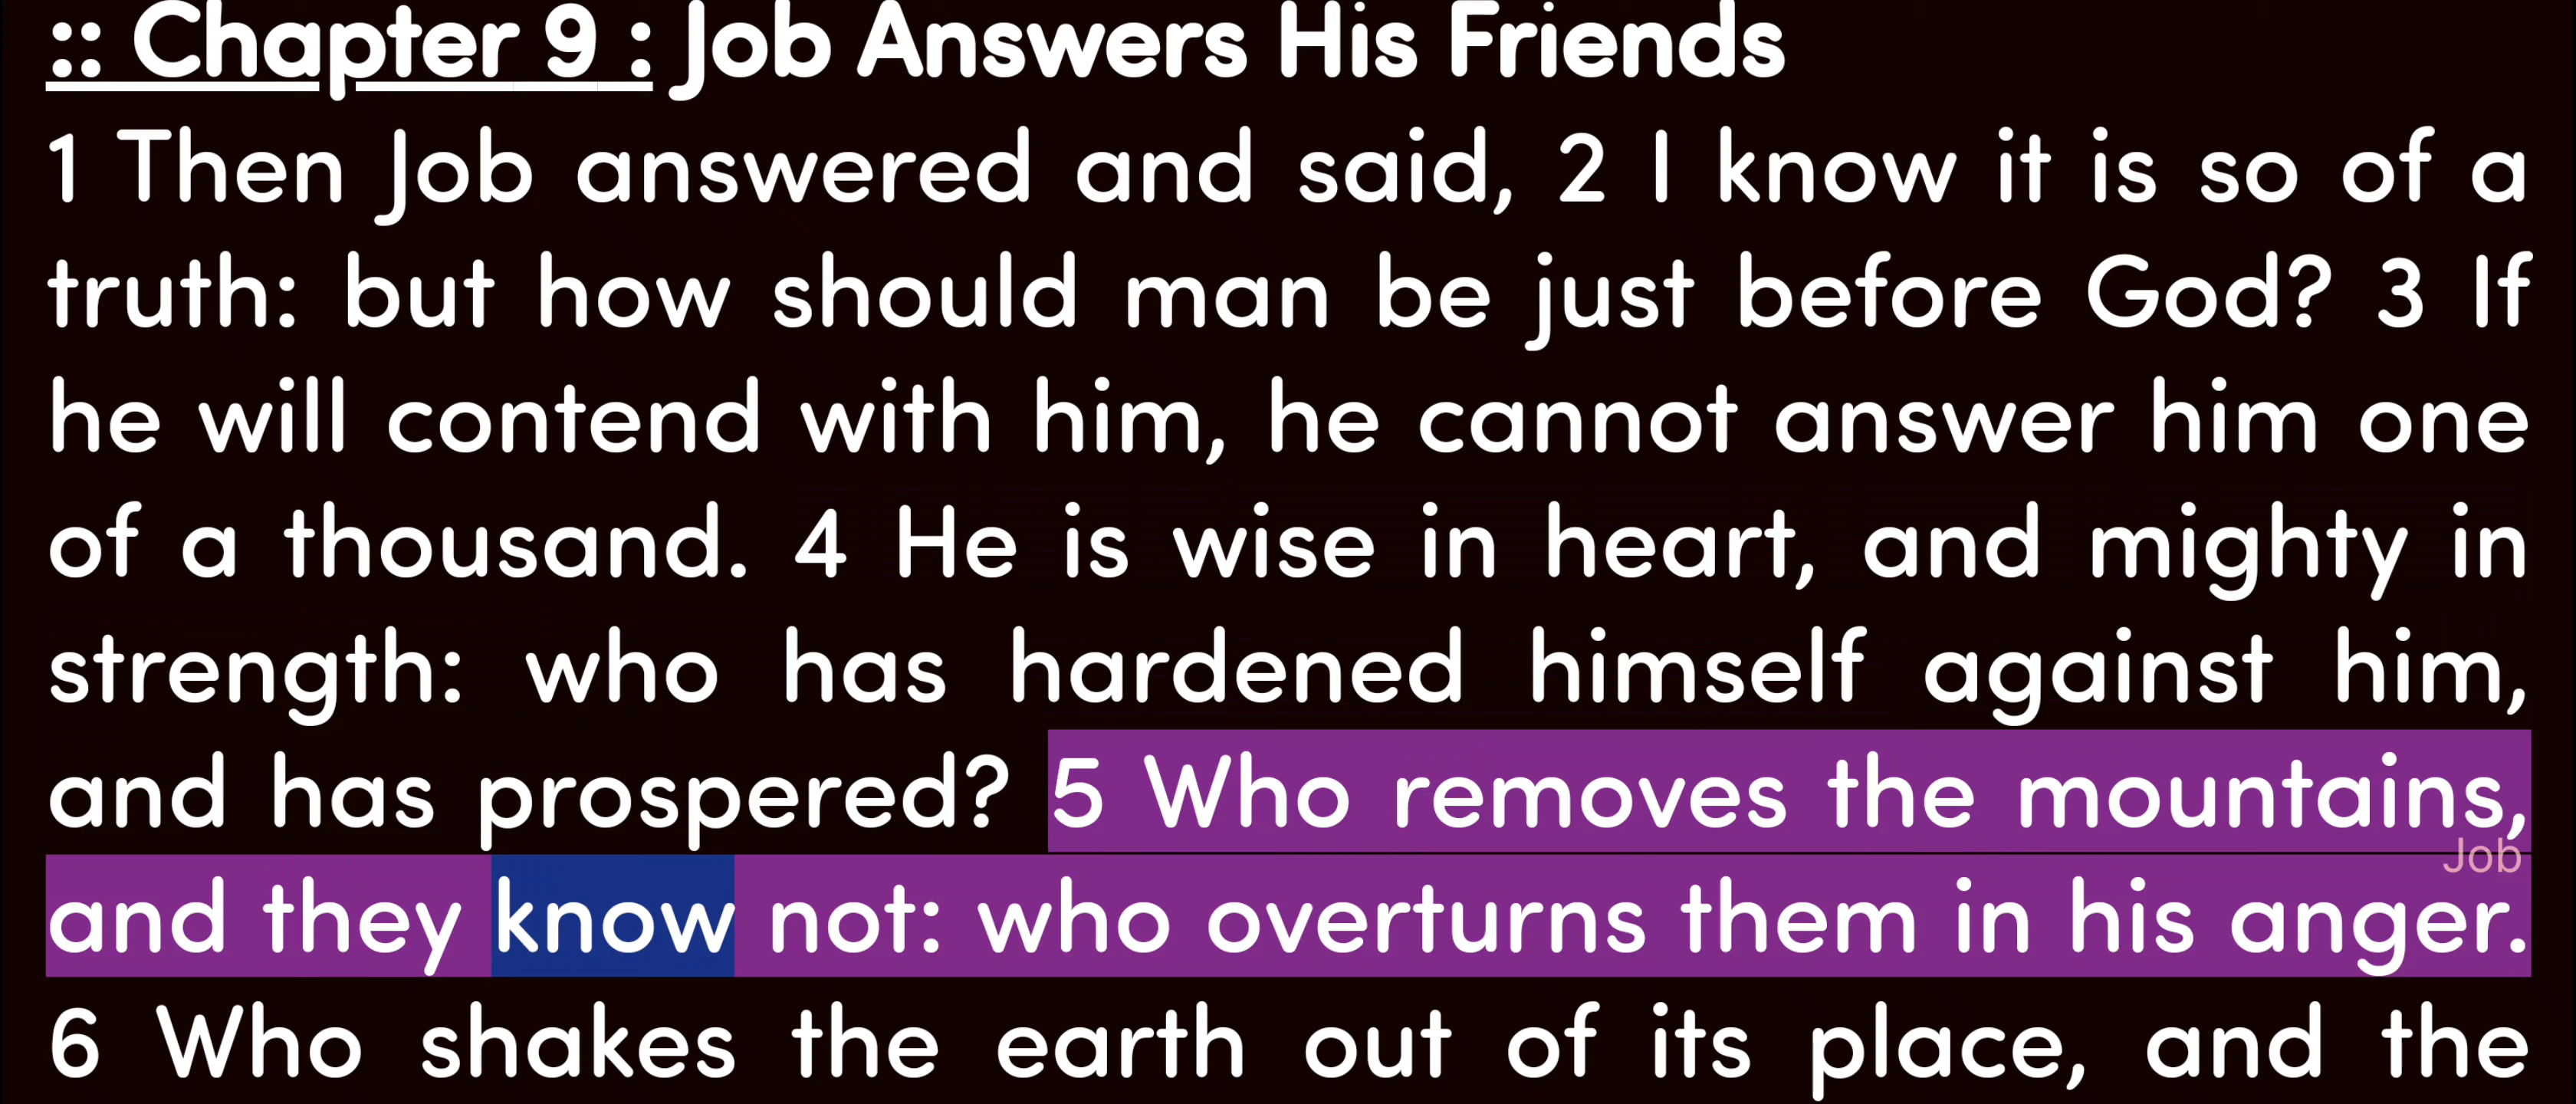 :: Chapter 9 : Job Answers His Friends
1 Then Job answered and said, 2 I know it is so of a
truth: but how should man be just before God? 3 If
he will contend with him, he cannot answer him one
of a thousand. 4 He is wise in heart, and mighty in
strength: who has hardened himself against him,
and has prospered? 5 Who removes the mountains,
Job
and they know not: who overturns them in his anger.
6 Who shakes the earth out of its place, and the